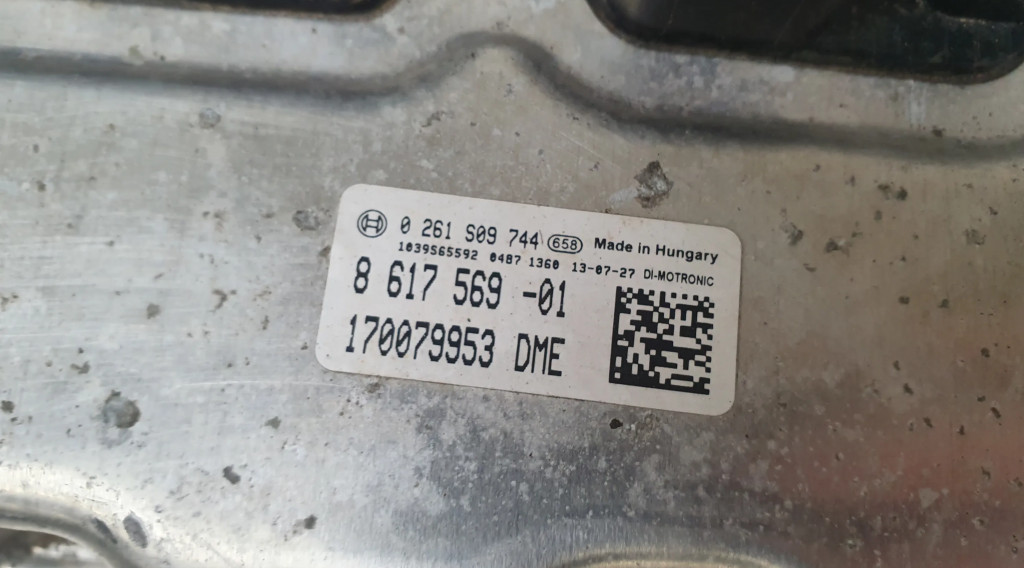 0 261 S09 744 658 Made in Hungary
1039S65592 0487 1360 13-07-27 DI-MOTRONIC
8 617 569 -01
170079953 DME